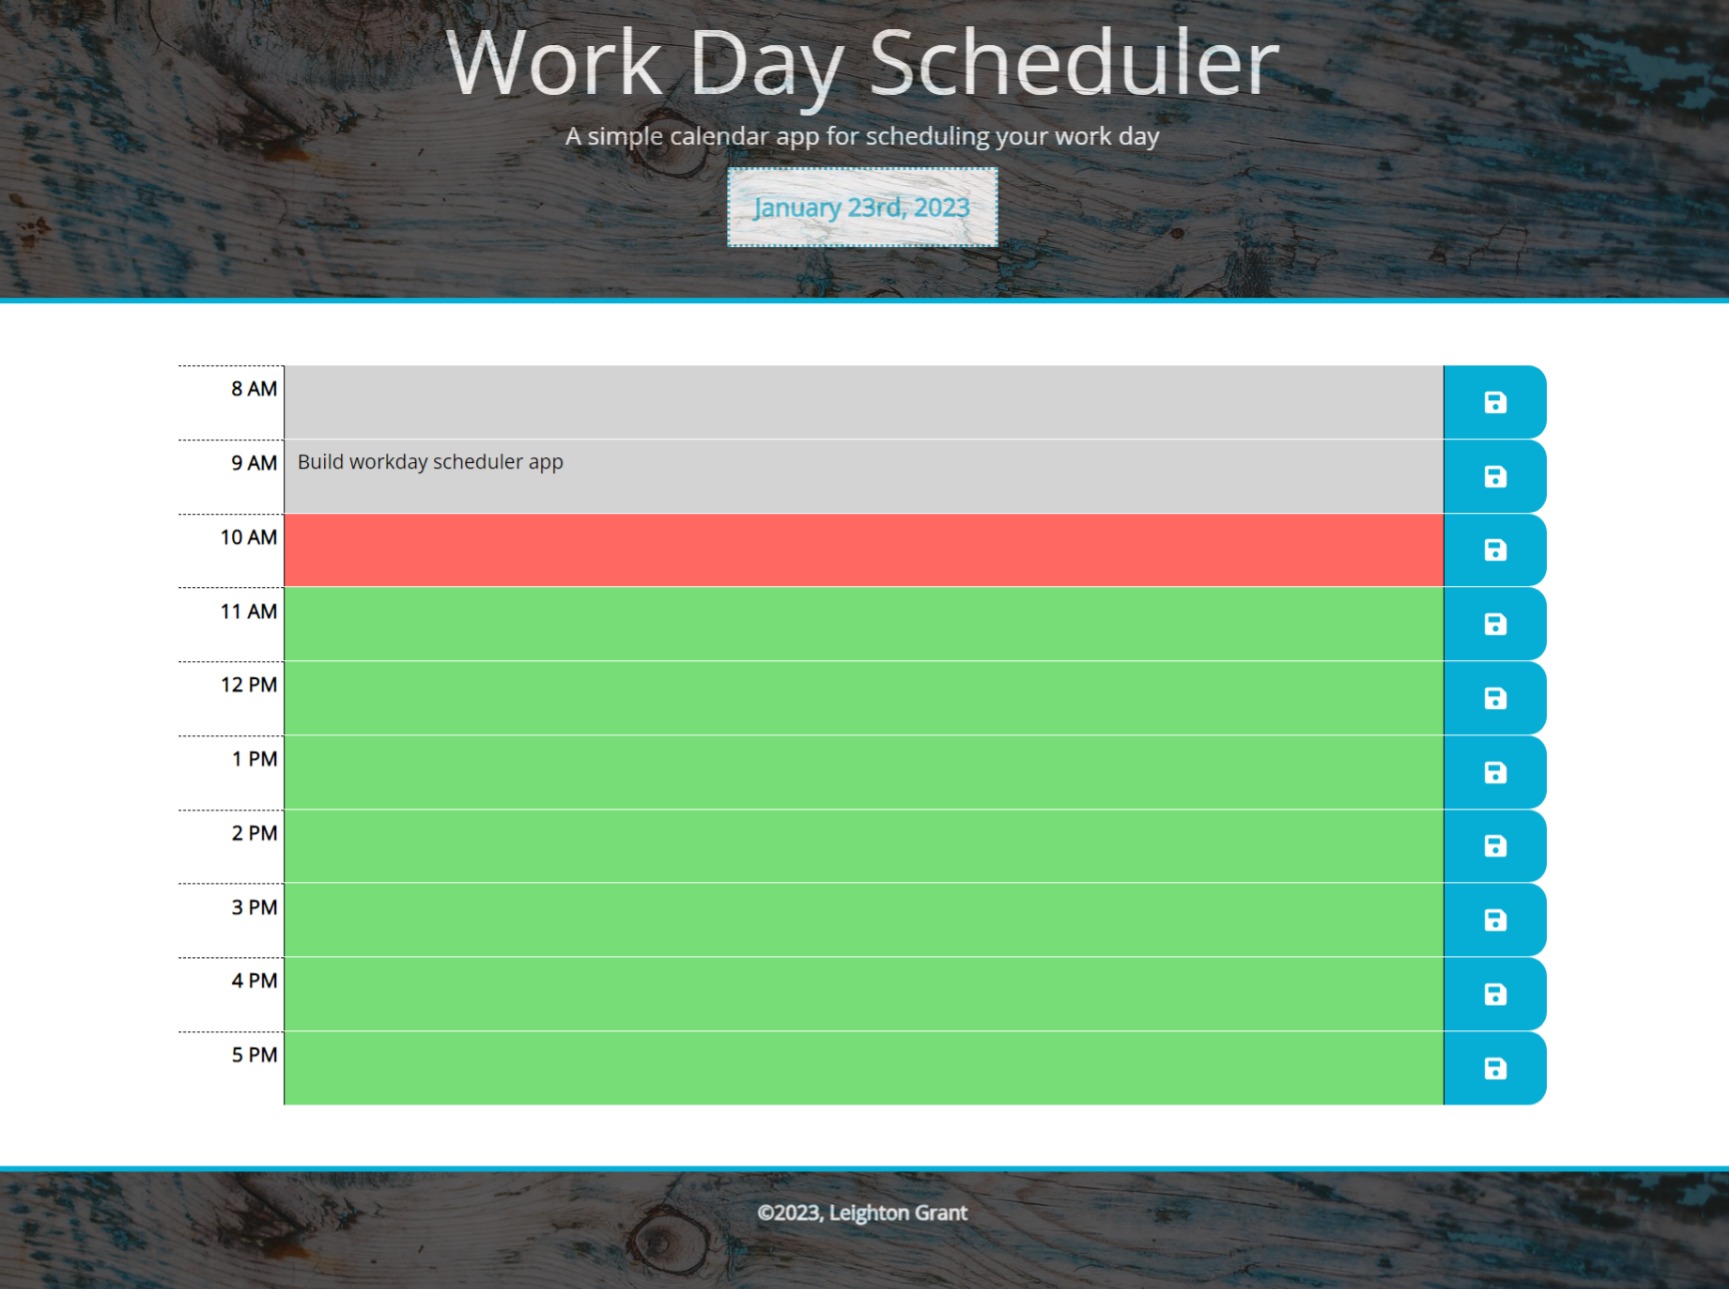 Work Day Scheduler
A simple calendar app for scheduling your work day
January 23rd, 2023
8 AM
9 AM Build workday scheduler app
10 AM
11 AM
12 PM
1 PM
2 PM
3 PM
4 PM
5 PM
©2023, Leighton Grant